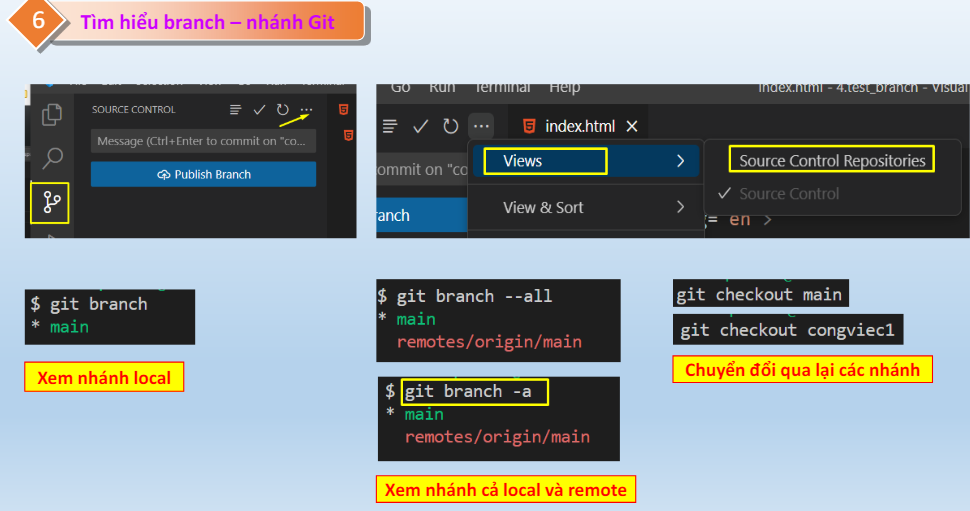 6
Tìm hiểu branch – nhánh Git
SOURCE CONTROL
Message (Ctrl+Enter to commit on "co...
Publish Branch
Go Run Terminal Help
index.html - 4.test_branch - Visual
index.html
Views
Source Control Repositories
ommit on "co
Source Control
View & Sort
anch
en >
$ git branch
* main
Xem nhánh local
$ git branch --all
* main
remotes/origin/main
$ git branch -a
* main
remotes/origin/main
Xem nhánh cả local và remote
git checkout main
git checkout congviec1
Chuyển đổi qua lại các nhánh